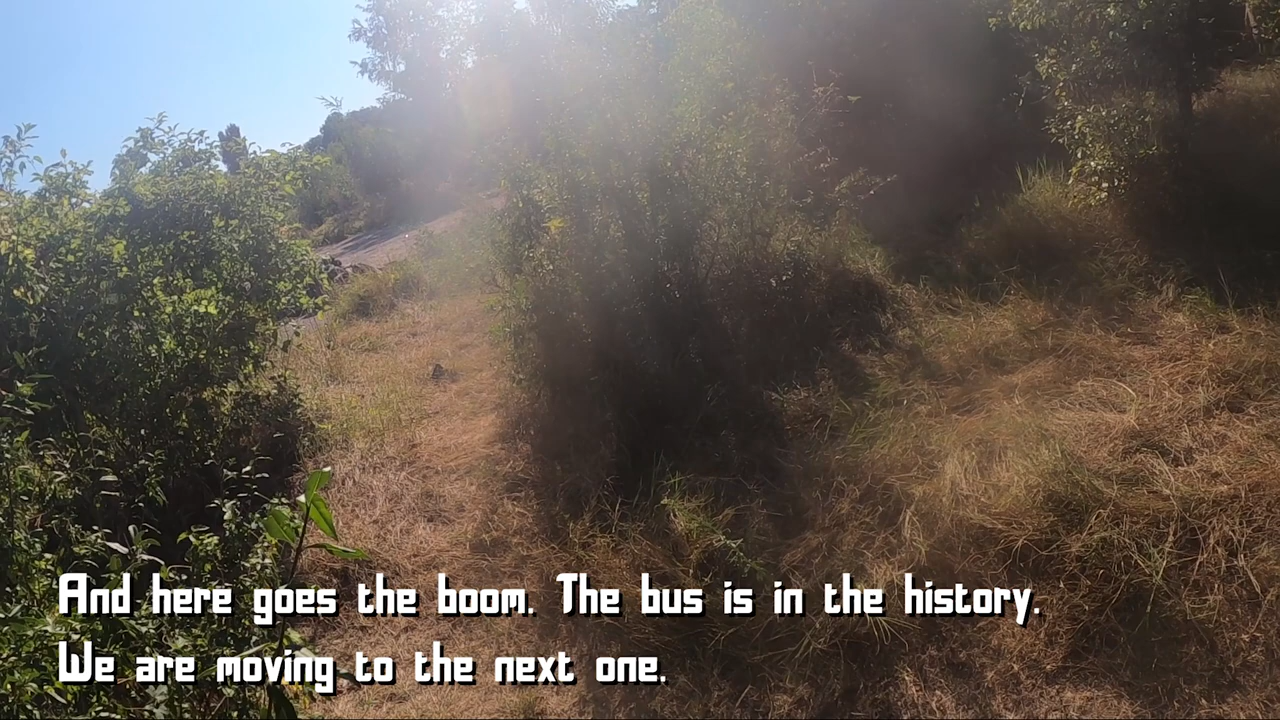 And here goes the boom. The bus is in the history.
We are moving to the next one.